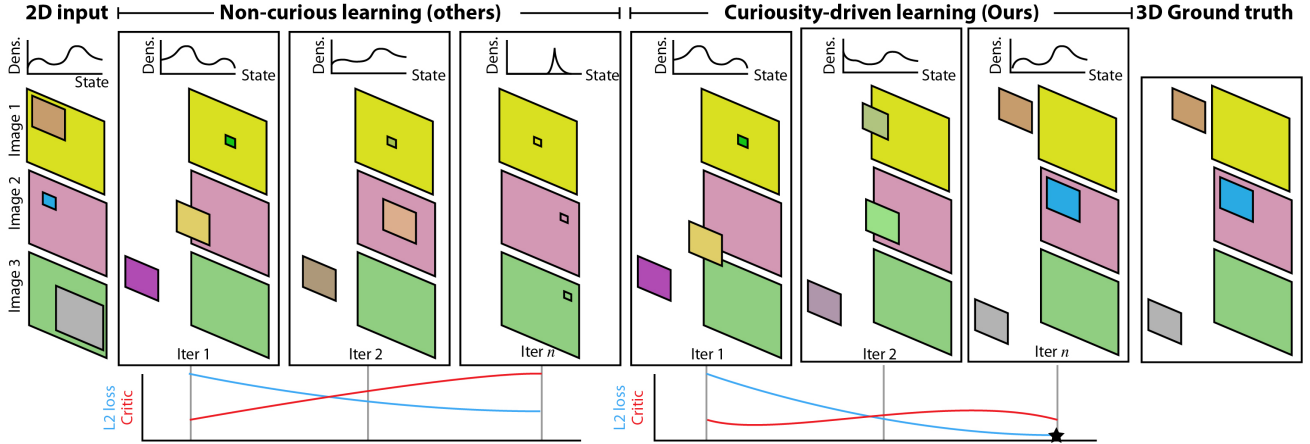 2D input
Non-curious learning (others)
Curiousity-driven learning (Ours)
3D Ground truth
Dens.
State
Dens.
State
Dens.
State
Dens.
State
Dens.
State
Dens.
State
Dens.
State
Image 1
Image 2
Image 3
Iter 1
Iter 2
Iter n
Iter 1
Iter 2
Iter n
L2 loss
Critic
L2 loss
Critic